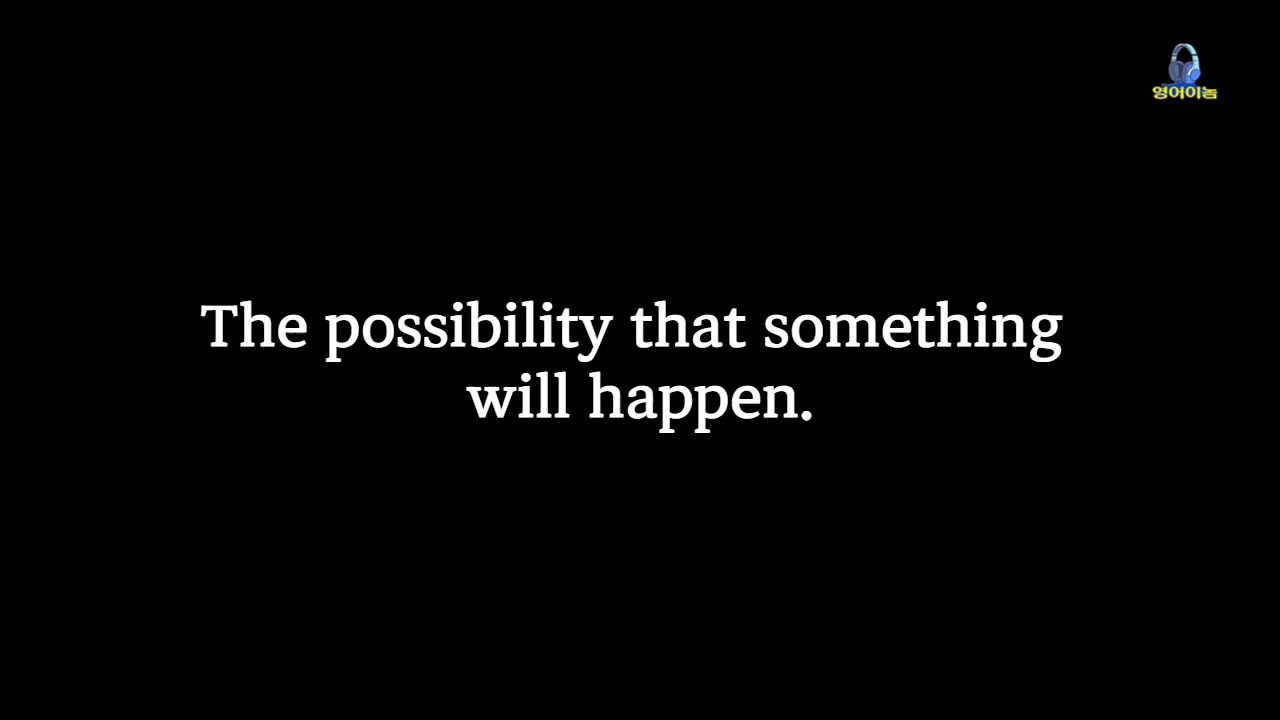 영어이놈
The possibility that something
will happen.